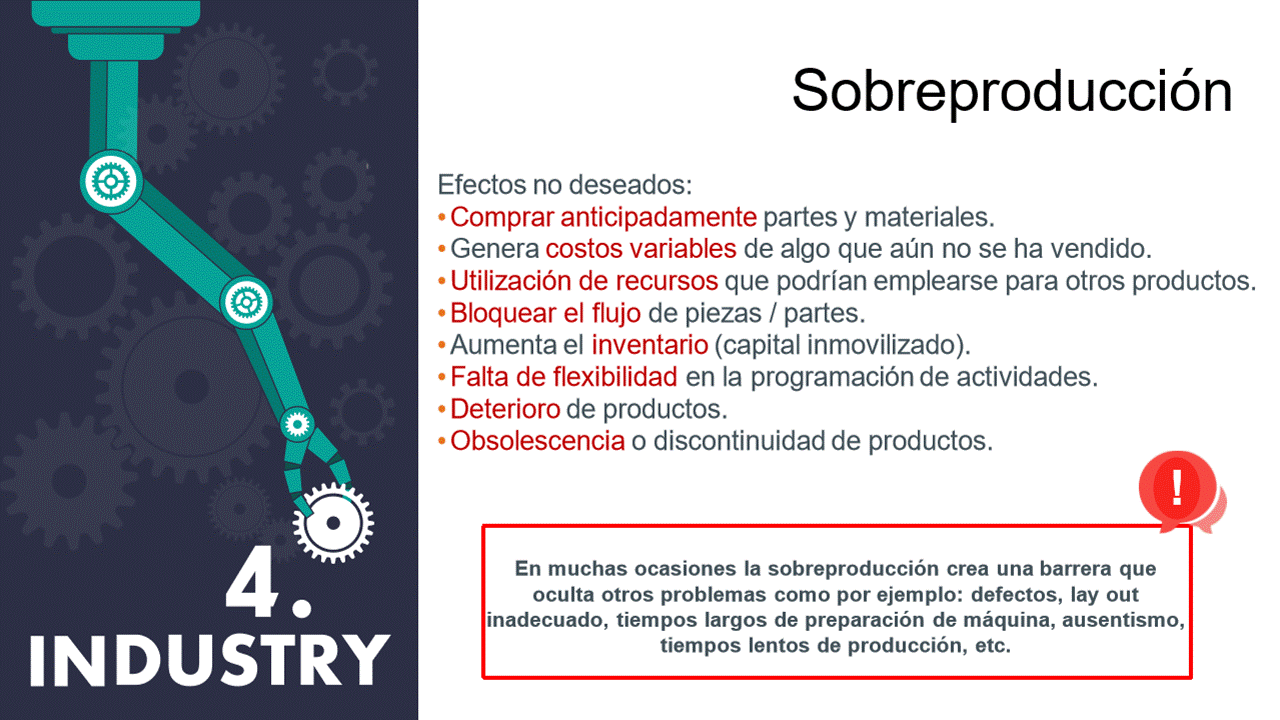 Sobreproducción
Efectos no deseados:
•Comprar anticipadamente partes y materiales.
•Genera costos variables de algo que aún no se ha vendido.
•Utilización de recursos que podrían emplearse para otros productos.
•Bloquear el flujo de piezas / partes.
•Aumenta el inventario (capital inmovilizado).
•Falta de flexibilidad en la programación de actividades.
•Deterioro de productos.
•Obsolescencia o discontinuidad de productos.
!
En muchas ocasiones la sobreproducción crea una barrera que
oculta otros problemas como por ejemplo: defectos, lay out
inadecuado, tiempos largos de preparación de máquina, ausentismo,
tiempos lentos de producción, etc.
4.
INDUSTRY